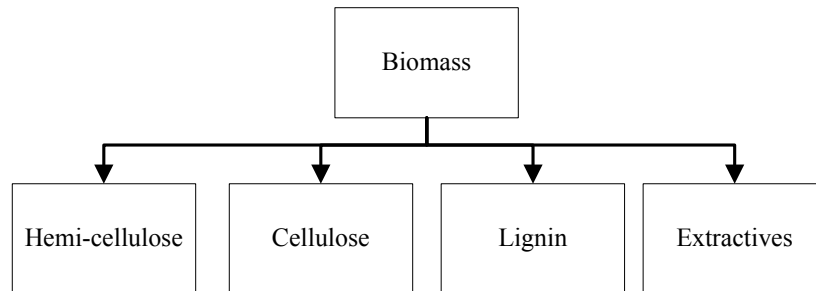 Biomass
Hemi-cellulose
Cellulose
Lignin
Extractives